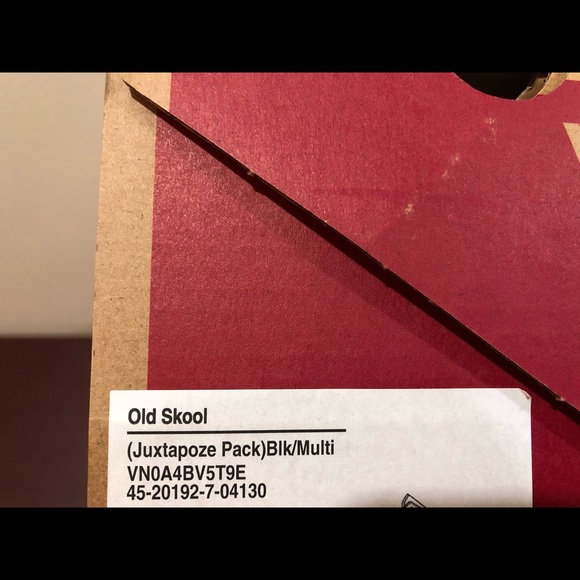 Old Skool
(Juxtapoze Pack)Blk/Multi
VN0A4BV5T9E
45-20192-7-04130